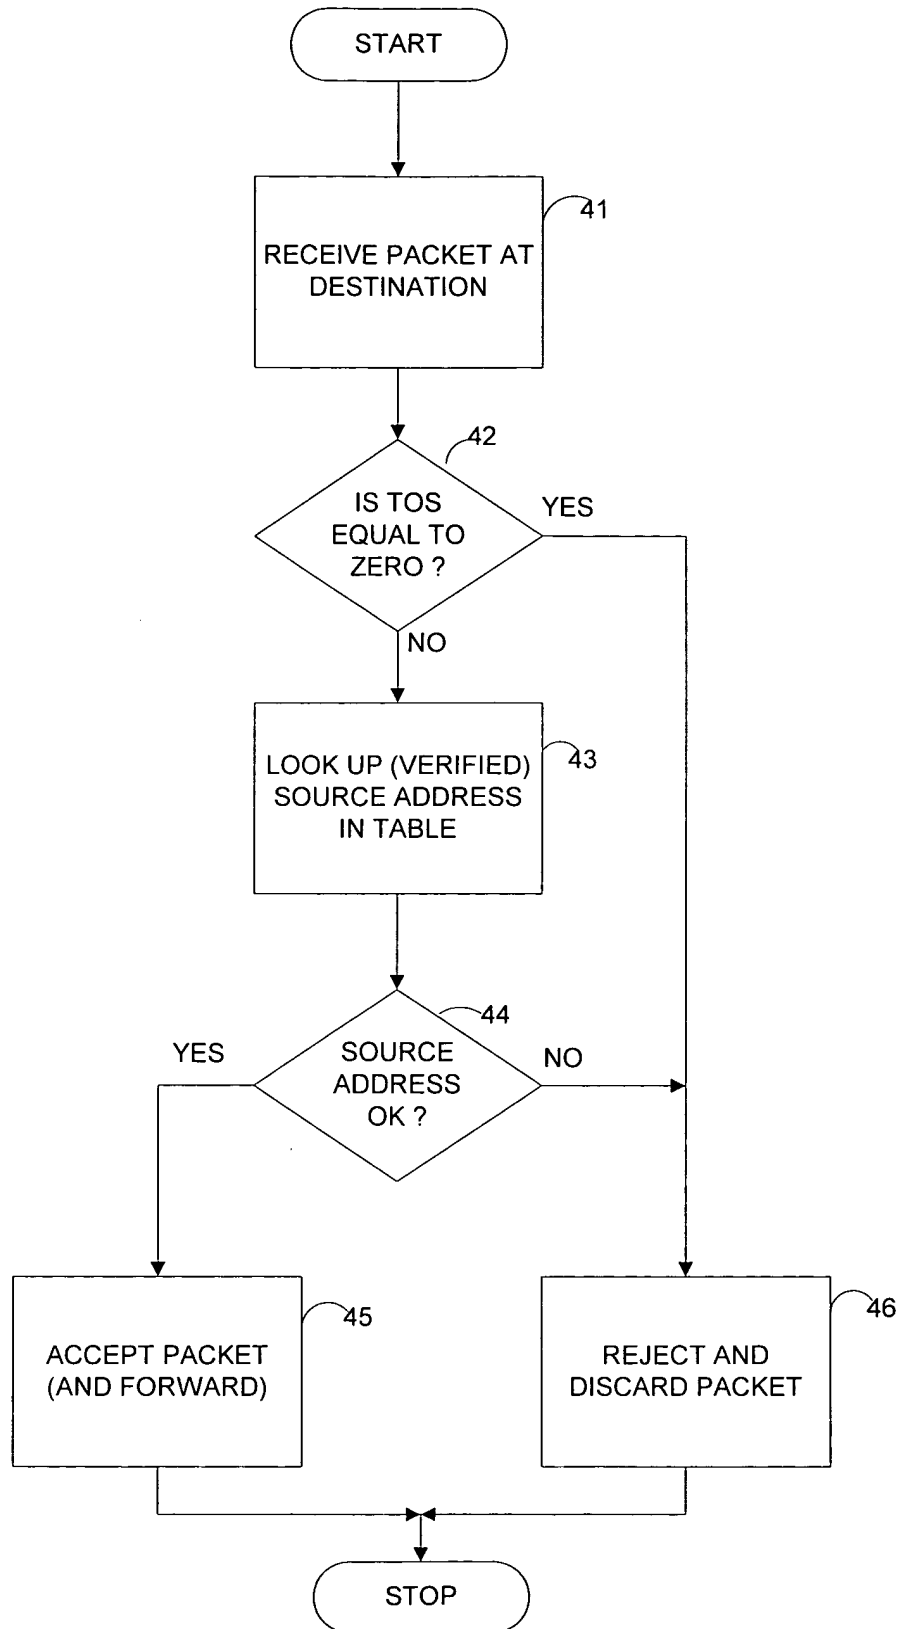 START
41
RECEIVE PACKET AT
DESTINATION
42
IS TOS
EQUAL TO
ZERO ?
YES
NO
43
LOOK UP (VERIFIED)
SOURCE ADDRESS
IN TABLE
44
YES
SOURCE
ADDRESS
OK ?
NO
45
ACCEPT PACKET
(AND FORWARD)
46
REJECT AND
DISCARD PACKET
STOP